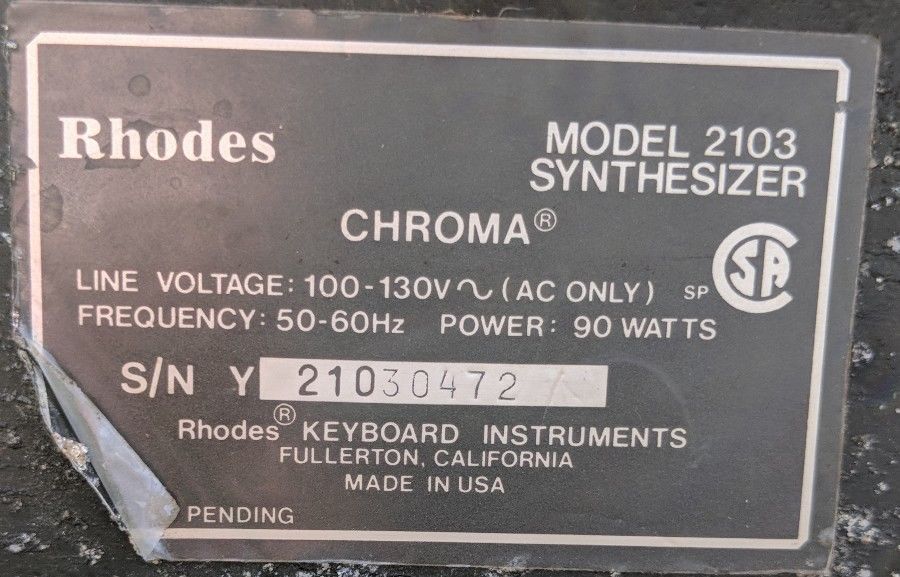 Rhodes
MODEL 2103
SYNTHESIZER
CHROMA®
LINE VOLTAGE: 100-130V∿(AC ONLY) SP
SA
FREQUENCY: 50-60Hz POWER: 90 WATTS
S/N Y 21030472
Rhodes® KEYBOARD INSTRUMENTS
FULLERTON, CALIFORNIA
MADE IN USA
PENDING